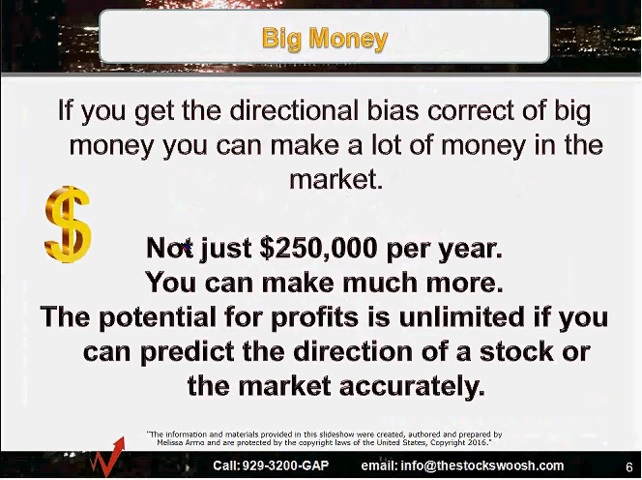 Big Money
If you get the directional bias correct of big
money you can make a lot of money in the
market.
$
Not just $250,000 per year.
You can make much more.
The potential for profits is unlimited if you
can predict the direction of a stock or
the market accurately.
"The information and materials provided in this slideshow were created, authored and prepared by
Melissa Armo and are protected by the copyright laws of the United States, Copyright 2016."
Call: 929-3200-GAP email: info@thestockswoosh.com 6